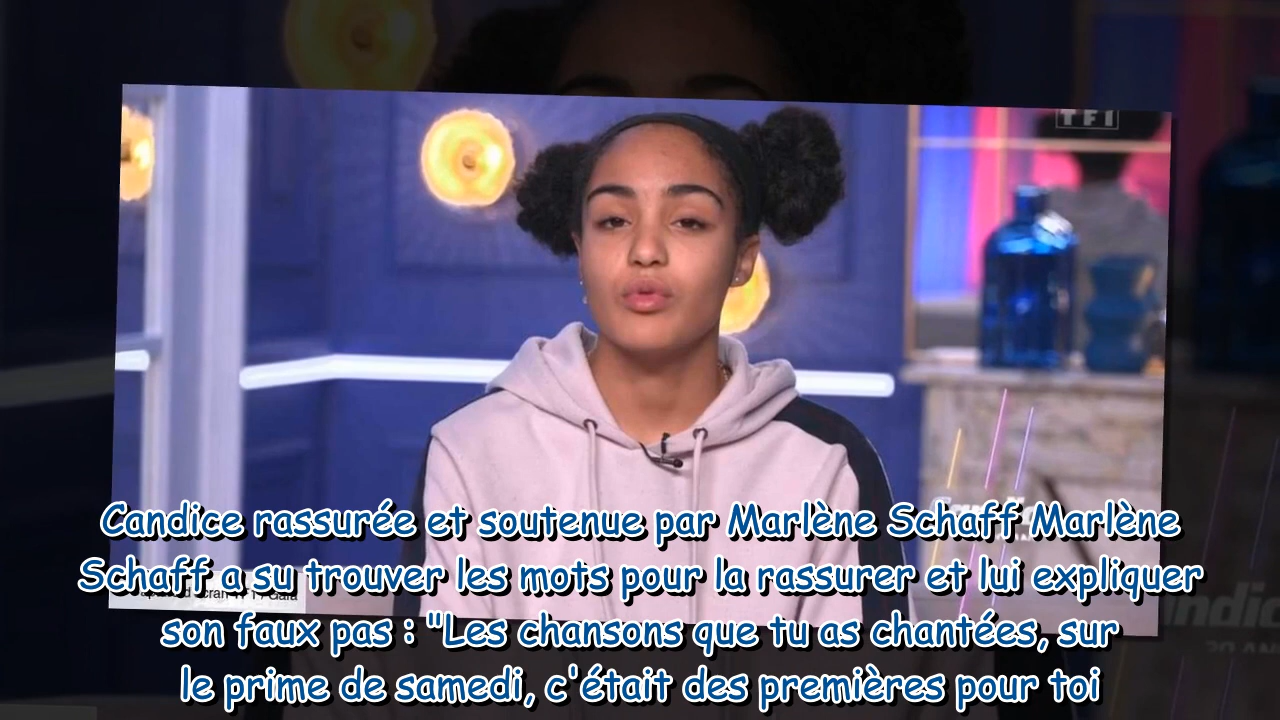 TF1
Candice rassurée et soutenue par Marlène Schaff Marlène
Schaff a su trouver les mots pour la rassurer et lui expliquer
son faux pas : "Les chansons que tu as chantées, sur
le prime de samedi, c'était des premières pour toi